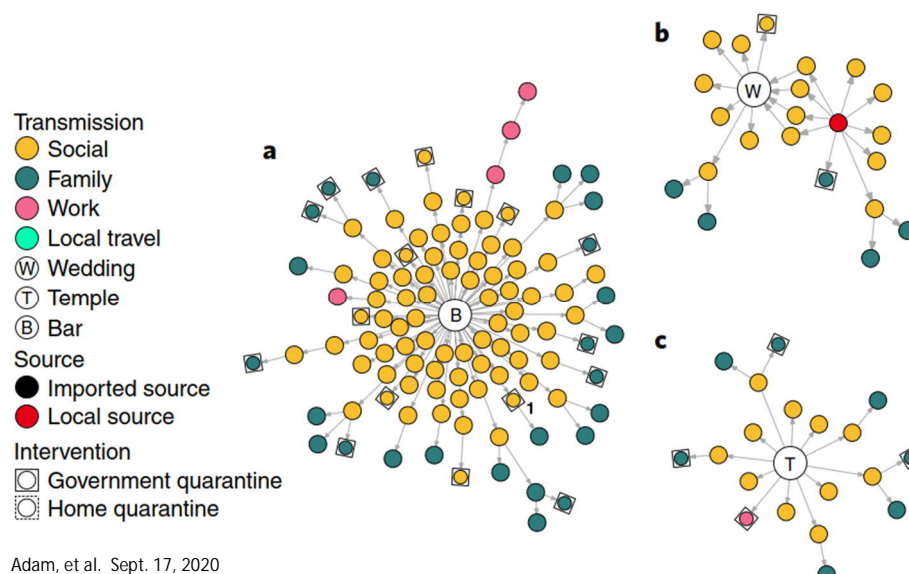 Transmission
Social
Family
Work
Local travel
W Wedding
T Temple
B Bar
Source
Imported source
Local source
Intervention
Government quarantine
Home quarantine
a
B
1
b
W
c
T
Adam, et al. Sept. 17, 2020